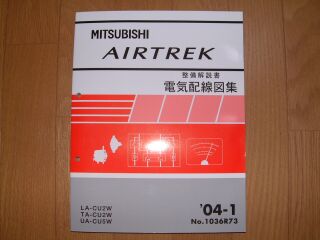 MITSUBISHI
AIRTREK
整備解説書
電気配線図集
LA-CU2W
TA-CU2W
UA-CU5W
'04-1
No.1036R73